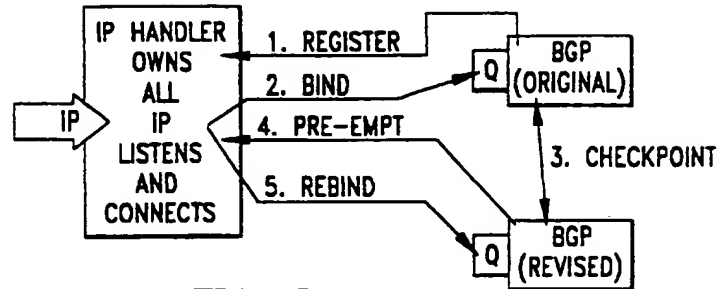 IP HANDLER
OWNS
ALL
IP
LISTENS
AND
CONNECTS
IP
1. REGISTER
2. BIND
4. PRE-EMPT
5. REBIND
Q
BGP
(ORIGINAL)
3. CHECKPOINT
Q
BGP
(REVISED)